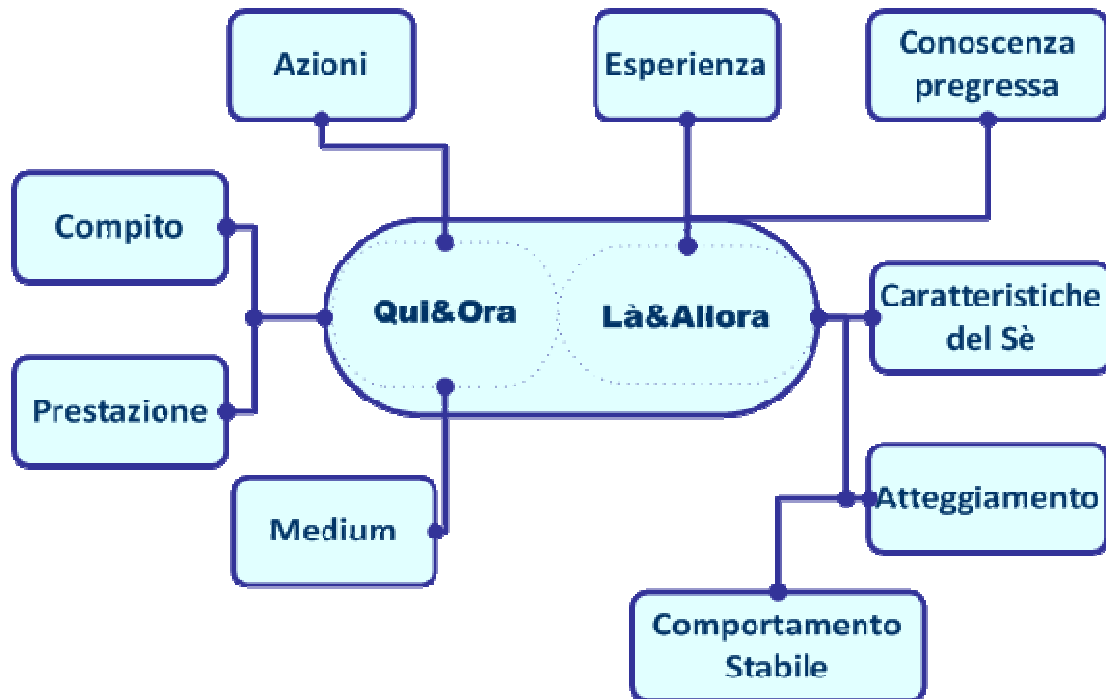 Azioni
Esperienza
Conoscenza
pregressa
Compito
Qui&Ora
Là&Allora
Caratteristiche
del Sè
Prestazione
Medium
Atteggiamento
Comportamento
Stabile